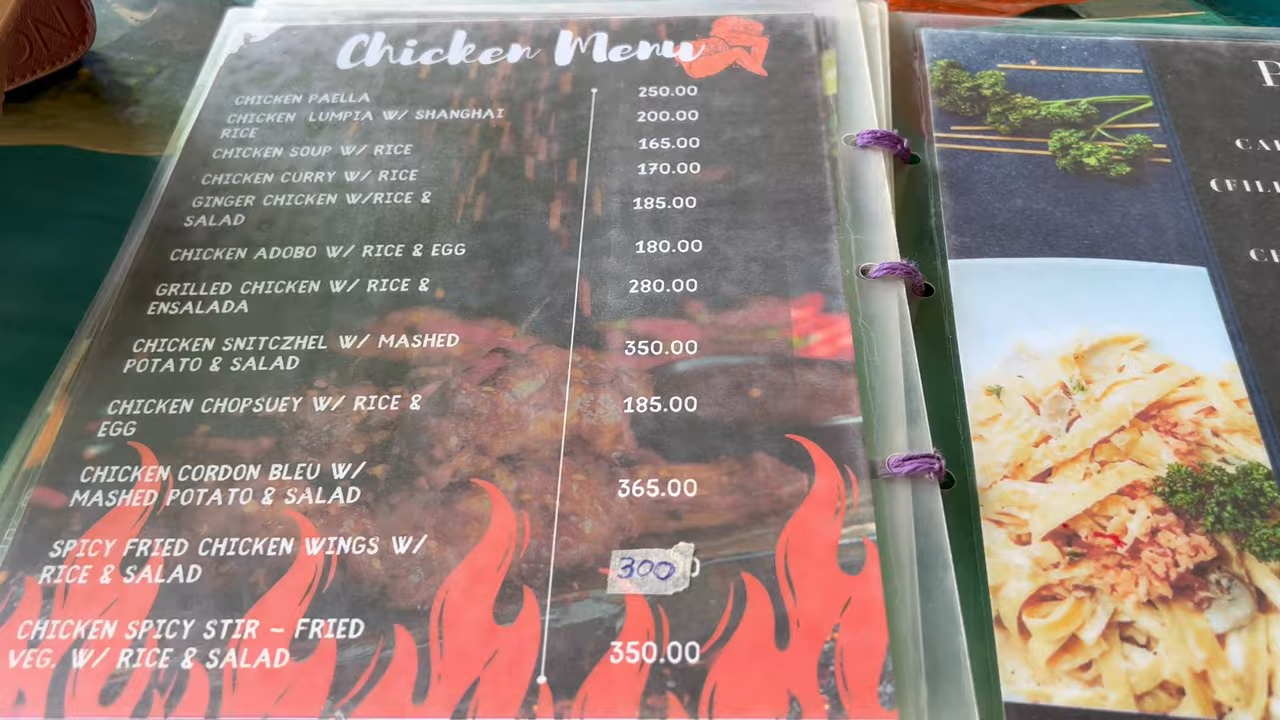 Chicken Menu
CHICKEN PAELLA 250.00
CHICKEN LUMPIA W/ SHANGHAI 200.00
RICE
CHICKEN SOUP W/ RICE 165.00
CHICKEN CURRY W/ RICE 170.00
GINGER CHICKEN W/RICE & 185.00
SALAD
CHICKEN ADOBO W/ RICE & EGG 180.00
GRILLED CHICKEN W/ RICE & 280.00
ENSALADA
CHICKEN SNITCZHEL W/ MASHED 350.00
POTATO & SALAD
CHICKEN CHOPSUEY W/ RICE & 185.00
EGG
CHICKEN CORDON BLEU W/ 365.00
MASHED POTATO & SALAD
SPICY FRIED CHICKEN WINGS W/ 300
RICE & SALAD
CHICKEN SPICY STIR - FRIED 350.00
VEG. W/ RICE & SALAD